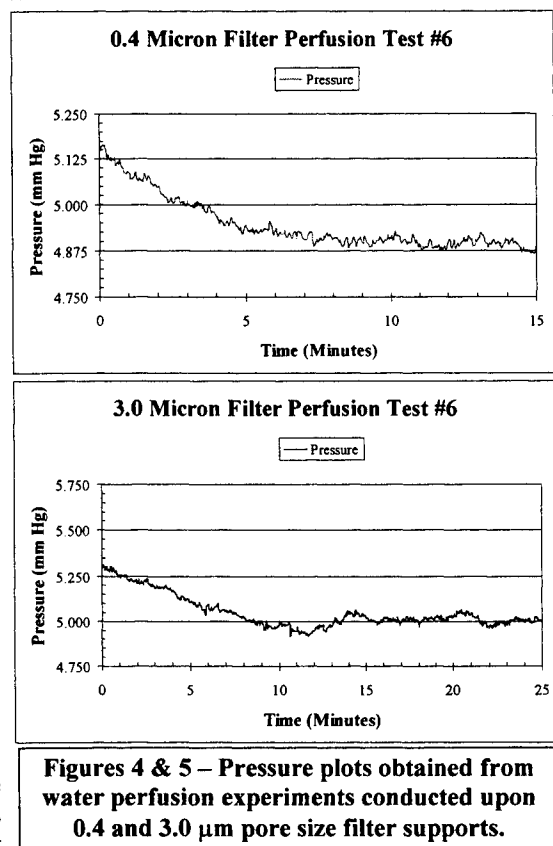 0.4 Micron Filter Perfusion Test #6
Pressure
5.250
5.125
5.000
4.875
4.750
Pressure (mm Hg)
0 5 10 15
Time (Minutes)
3.0 Micron Filter Perfusion Test #6
Pressure
5.750
5.500
5.250
5.000
4.750
Pressure (mm Hg)
0 5 10 15 20 25
Time (Minutes)
Figures 4 & 5 – Pressure plots obtained from
water perfusion experiments conducted upon
0.4 and 3.0 μm pore size filter supports.